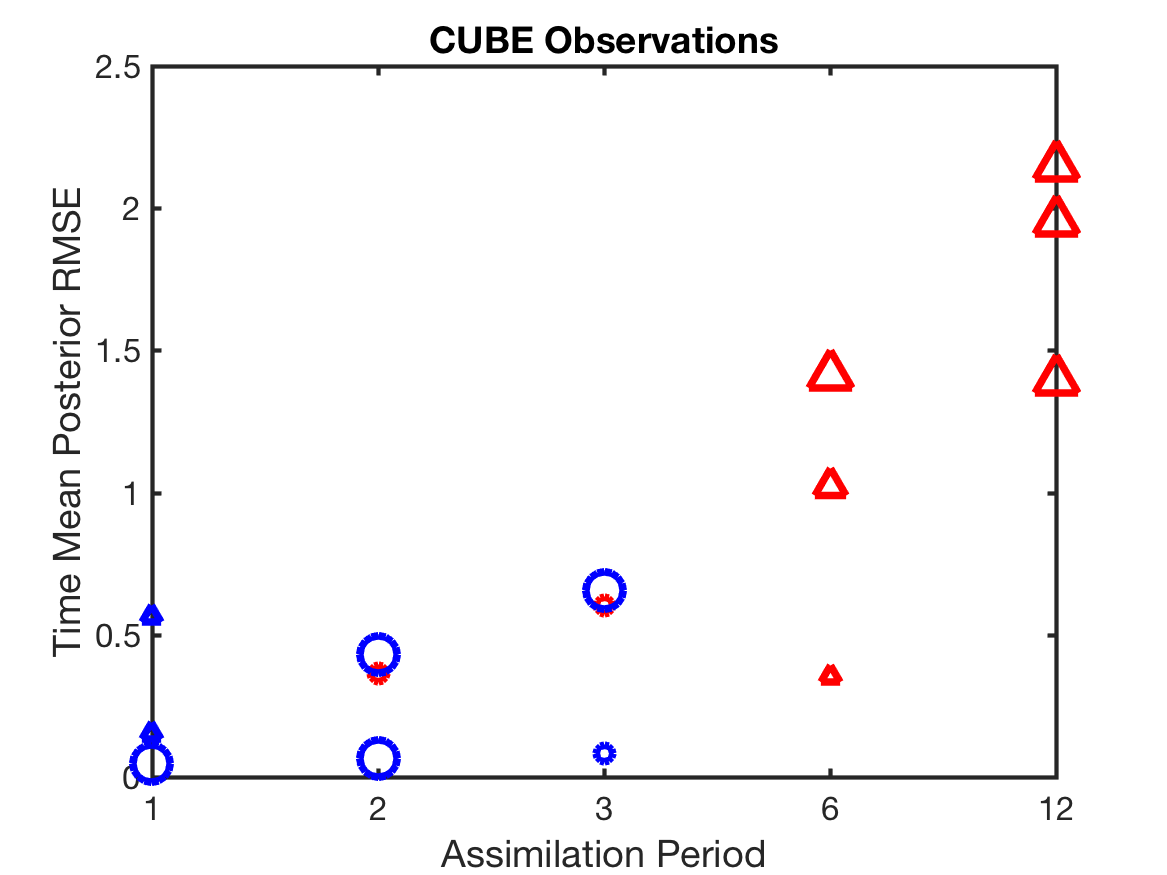 CUBE Observations
Time Mean Posterior RMSE
2.5
2
1.5
1
0.5
0
1 2 3 6 12
Assimilation Period